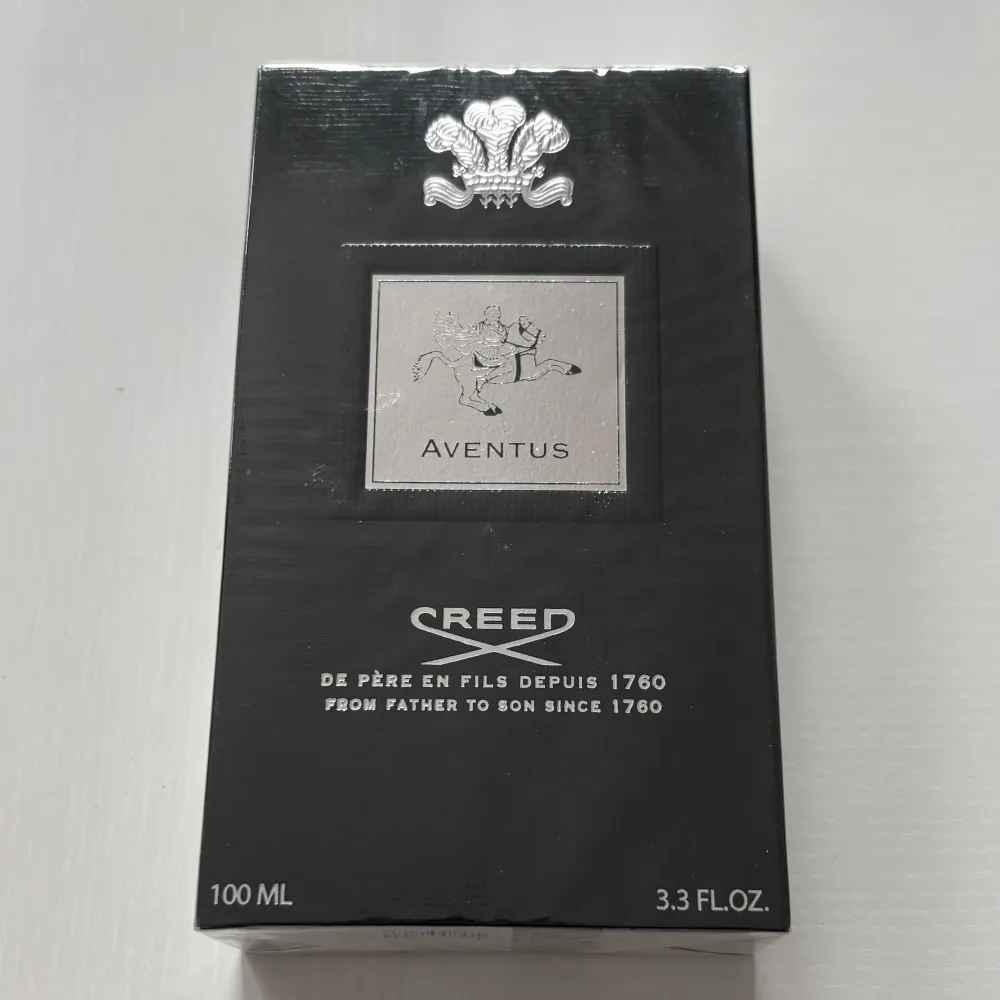 AVENTUS
CREED
DE PÈRE EN FILS DEPUIS 1760
FROM FATHER TO SON SINCE 1760
100 ML
3.3 FL.OZ.